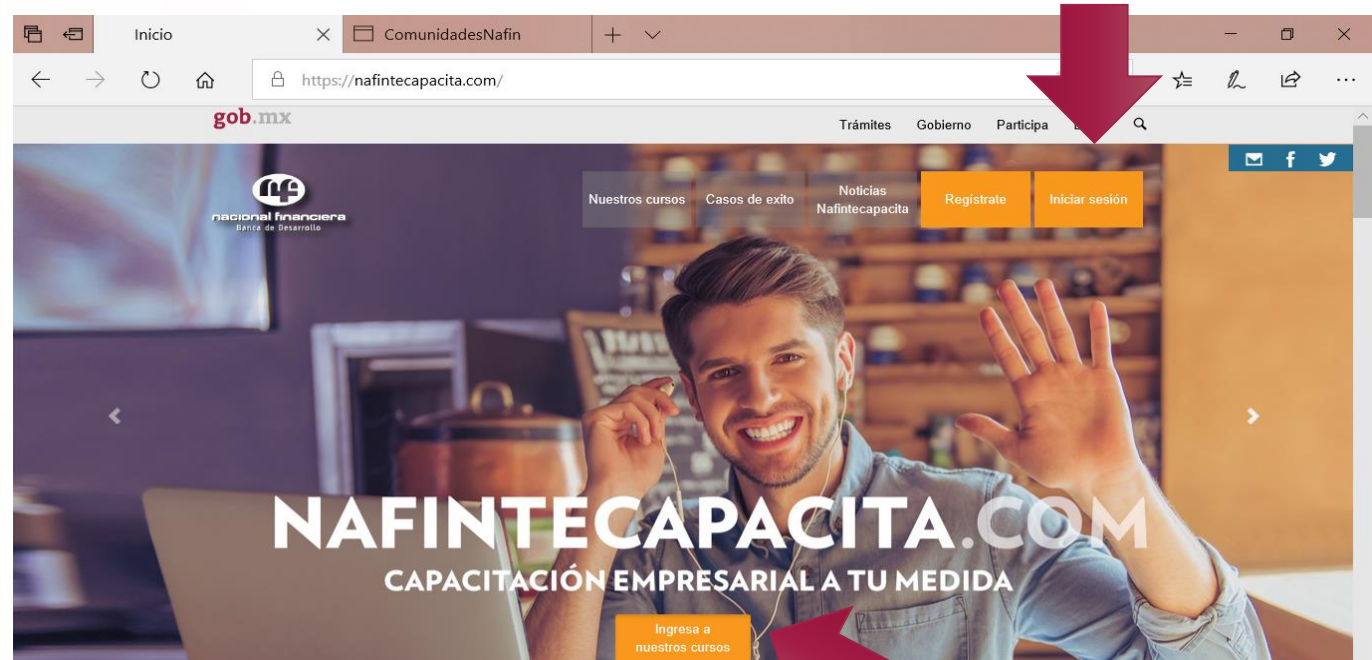 Inicio
ComunidadesNafin
https://nafintecapacita.com/
gob.mx
Trámites Gobierno Participa
Nuestros cursos
Casos de exito
Noticias
Nafintecapacita
Regístrate
Iniciar sesión
nacional financiera
Banca de Desarrollo
NAFINTECAPACITA.COM
CAPACITACIÓN EMPRESARIAL A TU MEDIDA
Ingresa a
nuestros cursos